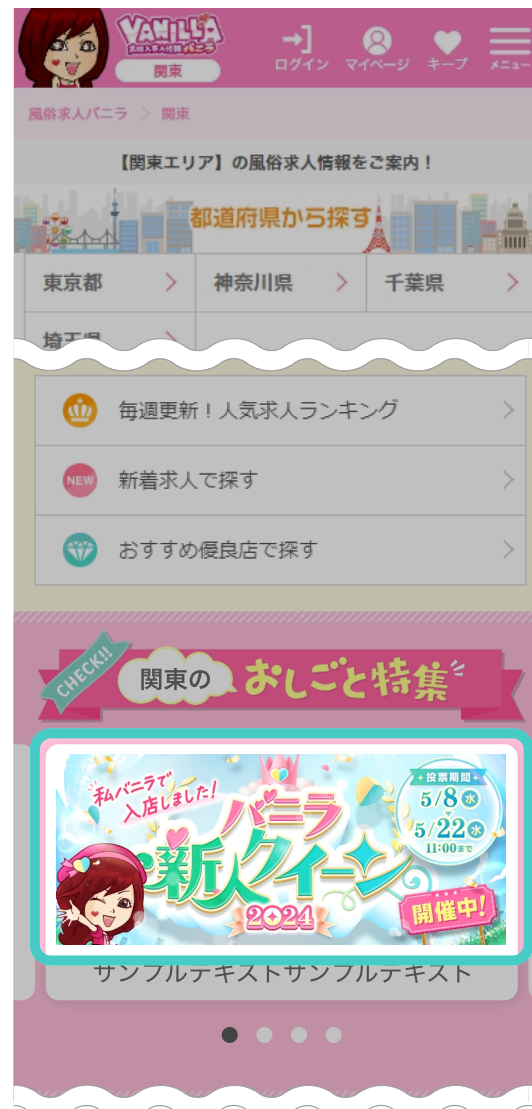 VANILLA
高収入求人情報 バニラ
関東
ログイン
マイページ
キープ
メニュー
風俗求人バニラ > 関東
【関東エリア】の風俗求人情報をご案内！
都道府県から探す
東京都
神奈川県
千葉県
埼玉県
毎週更新！人気求人ランキング
NEW
新着求人で探す
おすすめ優良店で探す
CHECK!!
関東の おしごと特集
私バニラで
入店しました!
バニラ
新人クイーン
2024
投票期間
5/8 水
5/22 水
11:00まで
開催中!
サンプルテキストサンプルテキスト